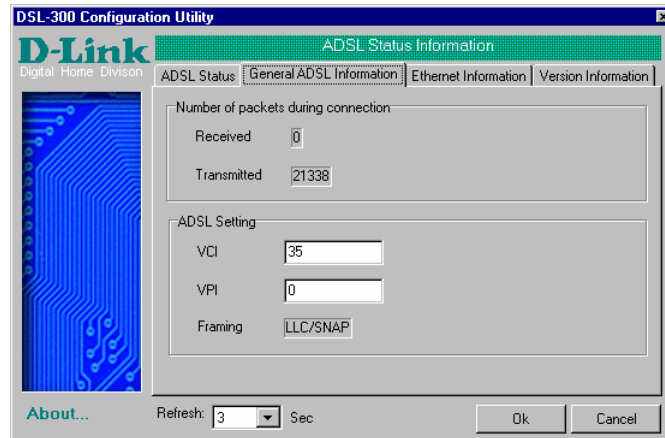 DSL-300 Configuration Utility
D-Link
Digital Home Divison
ADSL Status Information
ADSL Status General ADSL Information Ethernet Information Version Information
Number of packets during connection
Received 0
Transmitted 21338
ADSL Setting
VCI 35
VPI 0
Framing LLC/SNAP
About... Refresh: 3 Sec Ok Cancel